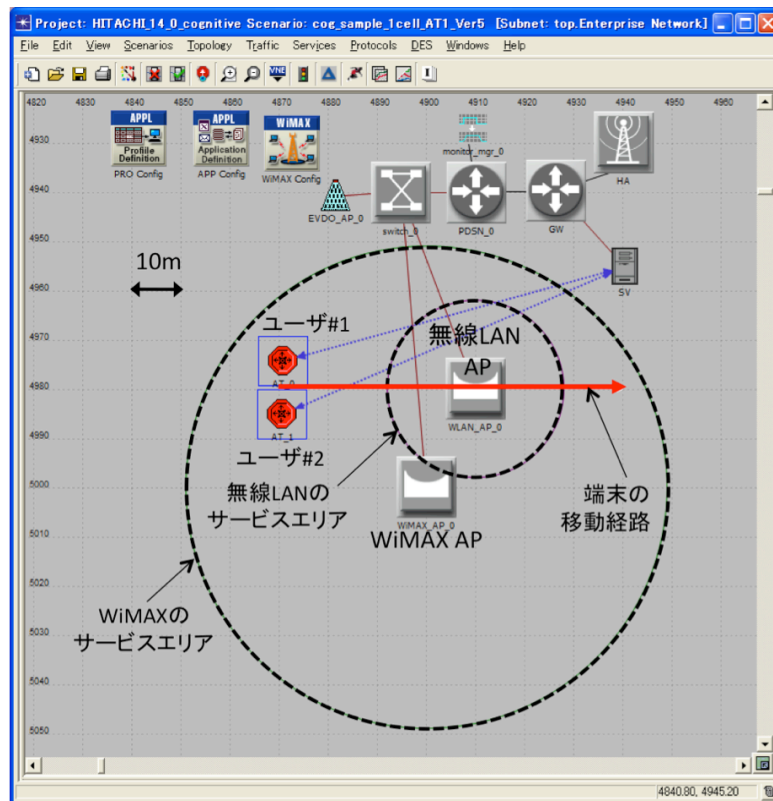 Project: HITACHI_14_0_cognitive Scenario: cog_sample_1cell_AT1_Ver5 [Subnet: top.Enterprise Network]
File Edit View Scenarios Topology Traffic Services Protocols DES Windows Help
VNE
4820 4830 4840 4850 4860 4870 4880 4890 4900 4910 4920 4930 4940 4950 4960
APPL
Profile
Definition
PRO Config
APPL
Application
Definition
APP Config
WiMAX
WiMAX Config
monitor_mgr_0
EVDO_AP_0
switch_0
PDSN_0
GW
HA
SV
4930
4940
4950
4960
4970
4980
4990
5000
5010
5020
5030
5040
5050
10m
ユーザ#1
AT_0
AT_1
ユーザ#2
無線LAN
AP
WLAN_AP_0
無線LANの
サービスエリア
WiMAX_AP_0
WiMAX AP
端末の
移動経路
WiMAXの
サービスエリア
4840.80, 4945.20